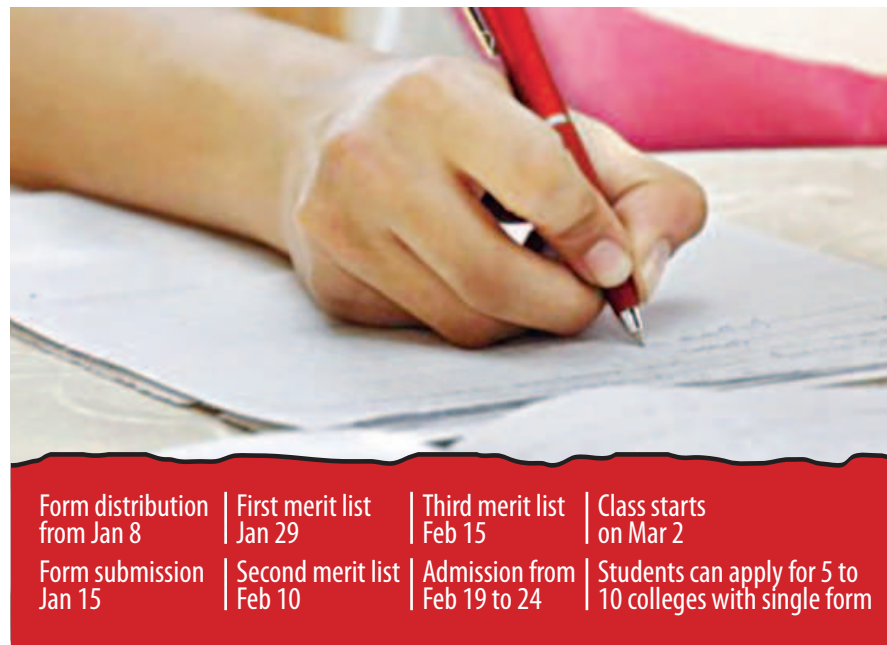 Form distribution
from Jan 8
Form submission
Jan 15
First merit list
Jan 29
Second merit list
Feb 10
Third merit list
Feb 15
Admission from
Feb 19 to 24
Class starts
on Mar 2
Students can apply for 5 to
10 colleges with single form